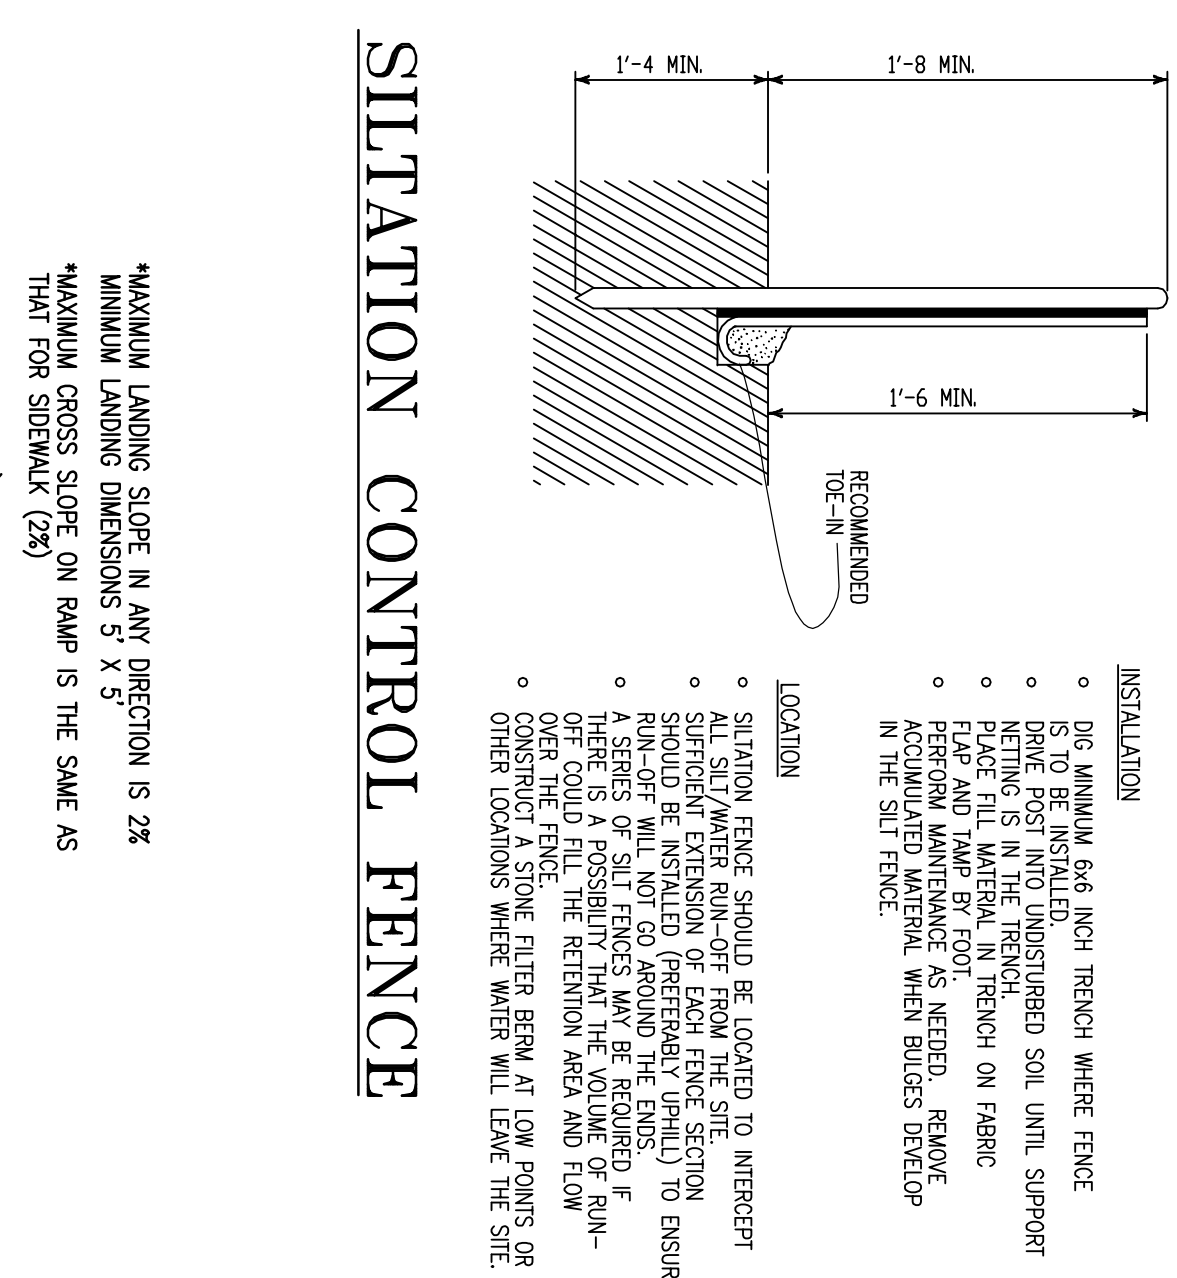 1'-4 MIN.
1'-8 MIN.
1'-6 MIN.
RECOMMENDED
TOE-IN
INSTALLATION
DIG MINIMUM 6x6 INCH TRENCH WHERE FENCE
IS TO BE INSTALLED.
DRIVE POST INTO UNDISTURBED SOIL UNTIL SUPPORT
NETTING IS IN THE TRENCH.
PLACE FILL MATERIAL IN TRENCH ON FABRIC
FLAP AND TAMP BY FOOT.
PERFORM MAINTENANCE AS NEEDED. REMOVE
ACCUMULATED MATERIAL WHEN BULGES DEVELOP
IN THE SILT FENCE.
LOCATION
SILTATION FENCE SHOULD BE LOCATED TO INTERCEPT
ALL SILT/WATER RUN-OFF FROM THE SITE.
SUFFICIENT EXTENSION OF EACH FENCE SECTION
SHOULD BE INSTALLED (PREFERABLY UPHILL) TO ENSUR
RUN-OFF WILL NOT GO AROUND THE ENDS.
A SERIES OF SILT FENCES MAY BE REQUIRED IF
THERE IS A POSSIBILITY THAT THE VOLUME OF RUN-
OFF COULD FILL THE RETENTION AREA AND FLOW
OVER THE FENCE.
CONSTRUCT A STONE FILTER BERM AT LOW POINTS OR
OTHER LOCATIONS WHERE WATER WILL LEAVE THE SITE.
SILTATION CONTROL FENCE
*MAXIMUM LANDING SLOPE IN ANY DIRECTION IS 2%
MINIMUM LANDING DIMENSIONS 5' X 5'
*MAXIMUM CROSS SLOPE ON RAMP IS THE SAME AS
THAT FOR SIDEWALK (2%)